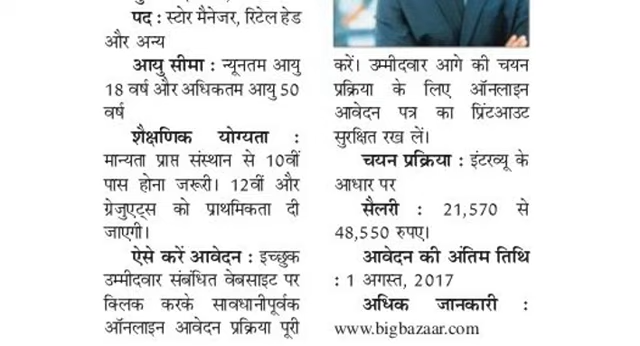 पद : स्टोर मैनेजर, रिटेल हेड
और अन्य
आयु सीमा : न्यूनतम आयु
18 वर्ष और अधिकतम आयु 50
वर्ष
शैक्षणिक योग्यता :
मान्यता प्राप्त संस्थान से 10वीं
पास होना जरूरी। 12वीं और
ग्रेजुएट्स को प्राथमिकता दी
जाएगी।
ऐसे करें आवेदन : इच्छुक
उम्मीदवार संबंधित वेबसाइट पर
क्लिक करके सावधानीपूर्वक
ऑनलाइन आवेदन प्रक्रिया पूरी
करें। उम्मीदवार आगे की चयन
प्रक्रिया के लिए ऑनलाइन
आवेदन पत्र का प्रिंटआउट
सुरक्षित रख लें।
चयन प्रक्रिया : इंटरव्यू के
आधार पर
सैलरी : 21,570 से
48,550 रुपए।
आवेदन की अंतिम तिथि
: 1 अगस्त, 2017
अधिक जानकारी :
www.bigbazaar.com